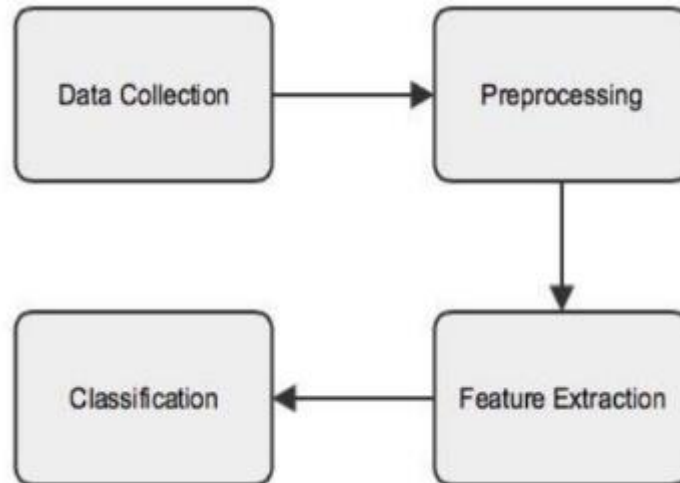 Data Collection
Preprocessing
Feature Extraction
Classification